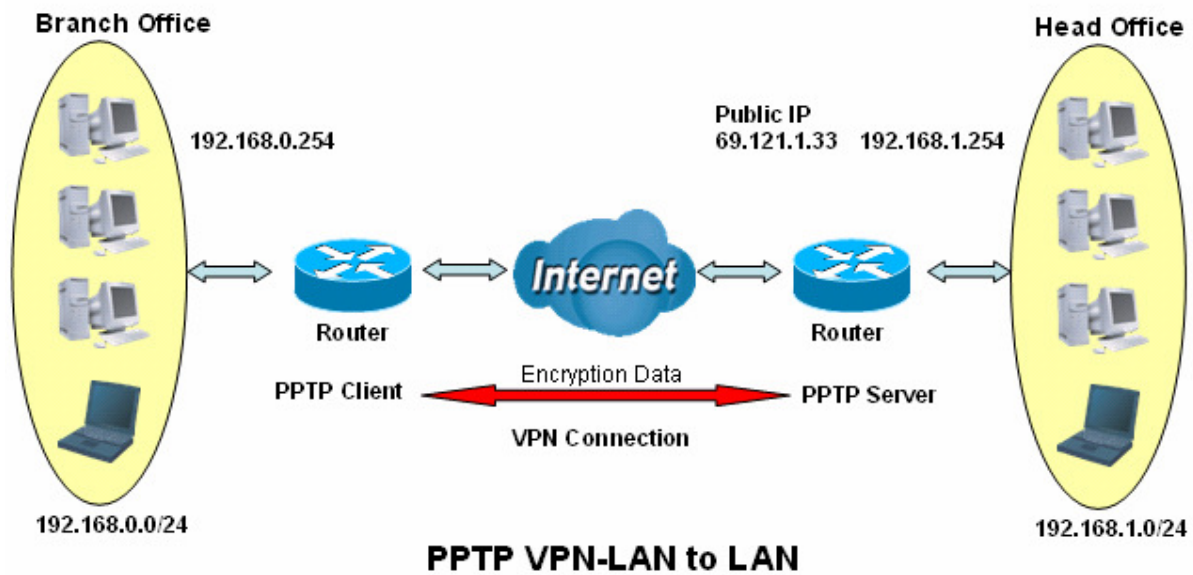 Branch Office
Head Office
Public IP
69.121.1.33
192.168.0.254
192.168.1.254
Internet
Router
Router
PPTP Client
Encryption Data
PPTP Server
VPN Connection
192.168.0.0/24
192.168.1.0/24
PPTP VPN-LAN to LAN